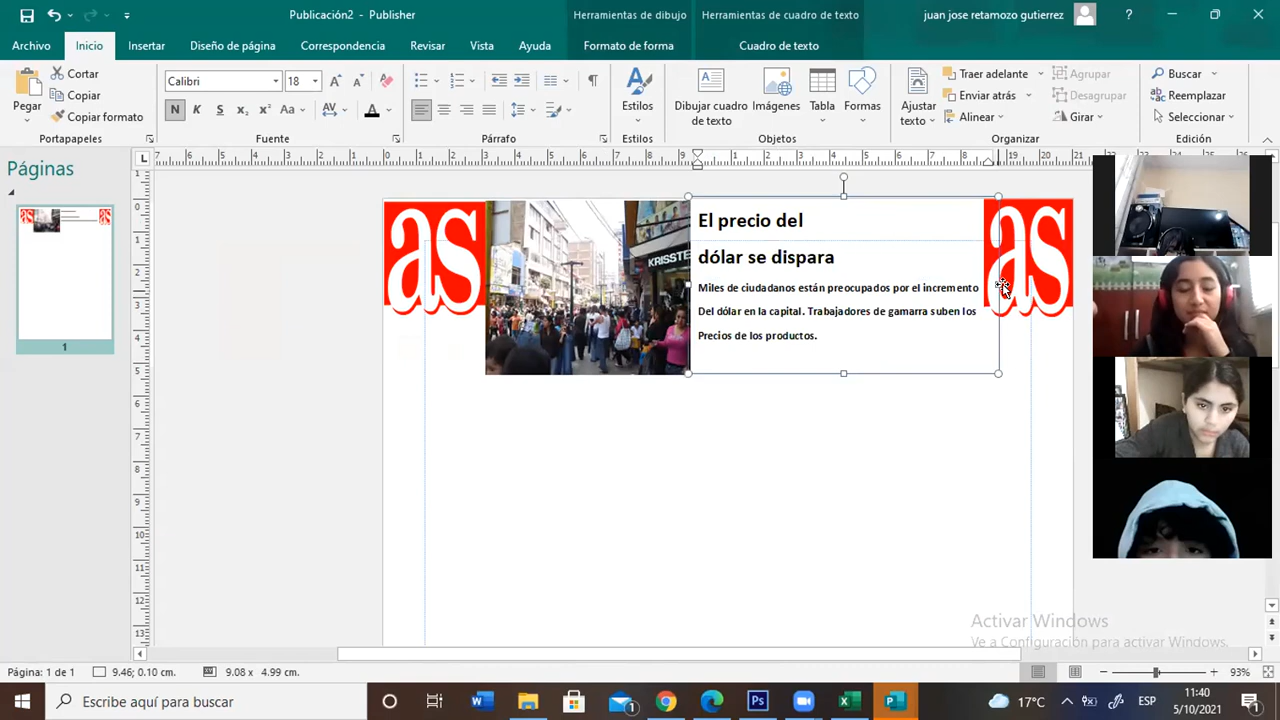 Publicación2 - Publisher
Herramientas de dibujo
Herramientas de cuadro de texto
juan jose retamozo gutierrez
?
Archivo
Inicio
Insertar
Diseño de página
Correspondencia
Revisar
Vista
Ayuda
Formato de forma
Cuadro de texto
Pegar
Cortar
Copiar
Copiar formato
Calibri
18
N
K
S
Aa
Estilos
Dibujar cuadro
de texto
Imágenes
Tabla
Formas
Ajustar
texto
Traer adelante
Enviar atrás
Alinear
Agrupar
Desagrupar
Girar
Buscar
Reemplazar
Seleccionar
Portapapeles
Fuente
Párrafo
Estilos
Objetos
Organizar
Edición
Páginas
1
as
KRISSTE
El precio del
dólar se dispara
Miles de ciudadanos están preocupados por el incremento
Del dólar en la capital. Trabajadores de gamarra suben los
Precios de los productos.
as
Activar Windows
Ve a Configuración para activar Windows.
Página: 1 de 1
9.46; 0.10 cm.
9.08 x 4.99 cm.
93%
Escribe aquí para buscar
17°C
ESP
11:40
5/10/2021